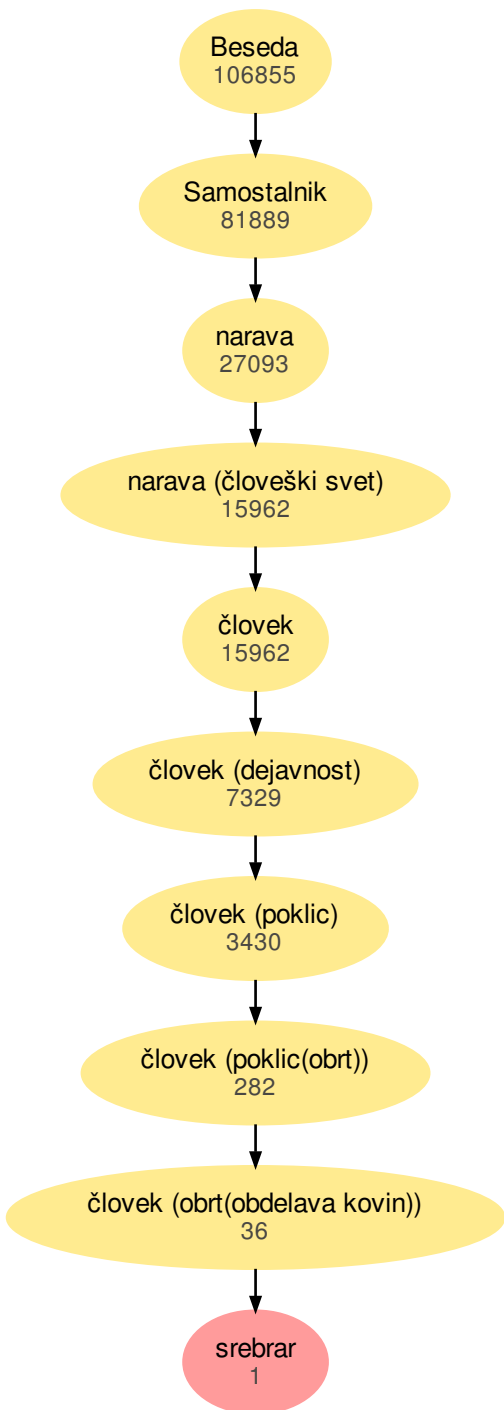 Beseda
106855
Samostalnik
81889
narava
27093
narava (človeški svet)
15962
človek
15962
človek (dejavnost)
7329
človek (poklic)
3430
človek (poklic(obrt))
282
človek (obrt(obdelava kovin))
36
srebrar
1